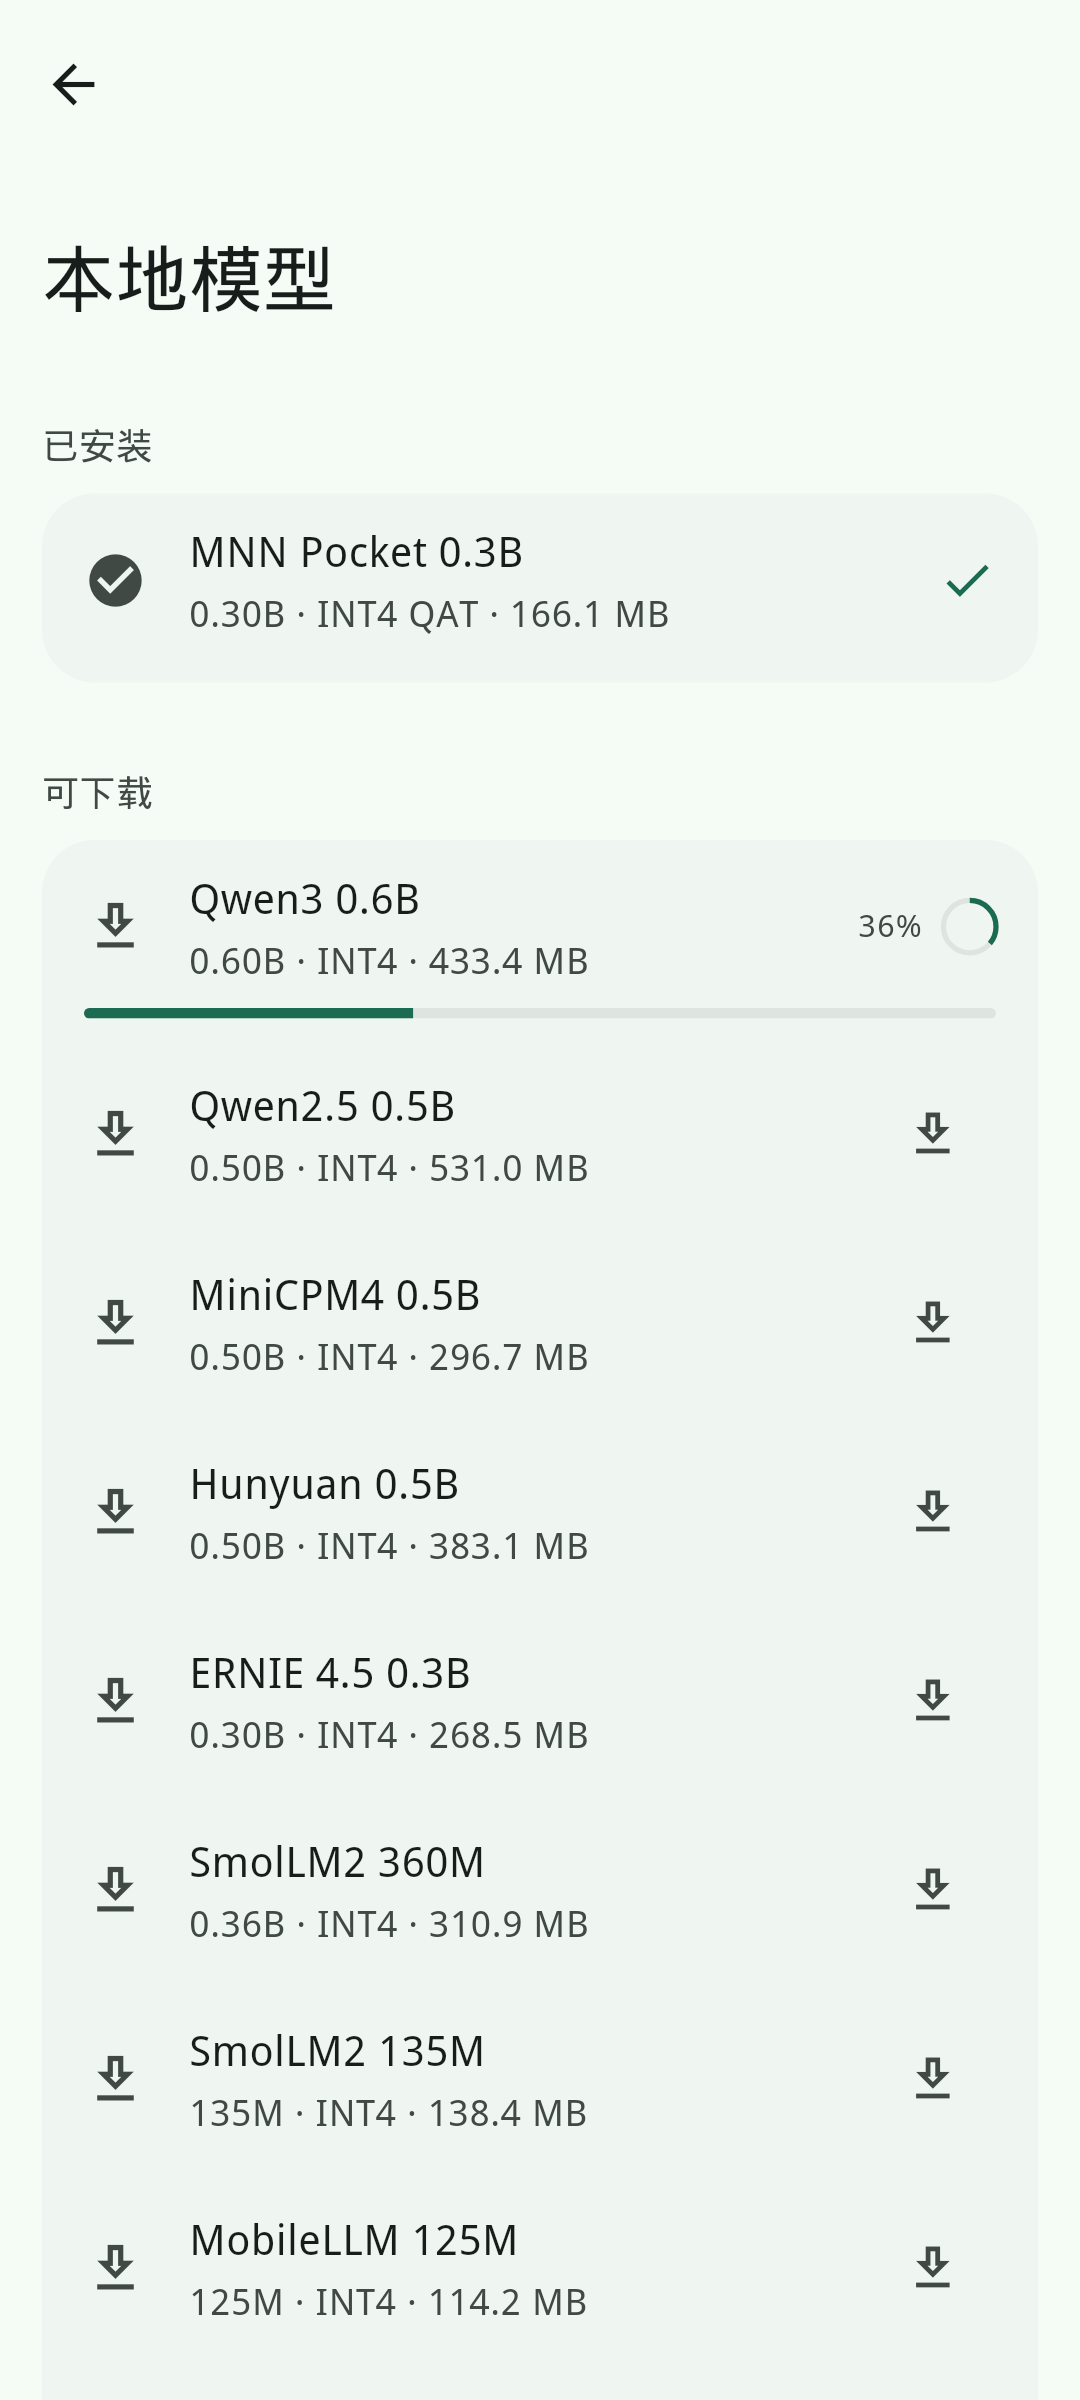 本地模型
已安装
MNN Pocket 0.3B
0.30B · INT4 QAT · 166.1 MB
可下载
Qwen3 0.6B
0.60B · INT4 · 433.4 MB
36%
Qwen2.5 0.5B
0.50B · INT4 · 531.0 MB
MiniCPM4 0.5B
0.50B · INT4 · 296.7 MB
Hunyuan 0.5B
0.50B · INT4 · 383.1 MB
ERNIE 4.5 0.3B
0.30B · INT4 · 268.5 MB
SmolLM2 360M
0.36B · INT4 · 310.9 MB
SmolLM2 135M
135M · INT4 · 138.4 MB
MobileLLM 125M
125M · INT4 · 114.2 MB